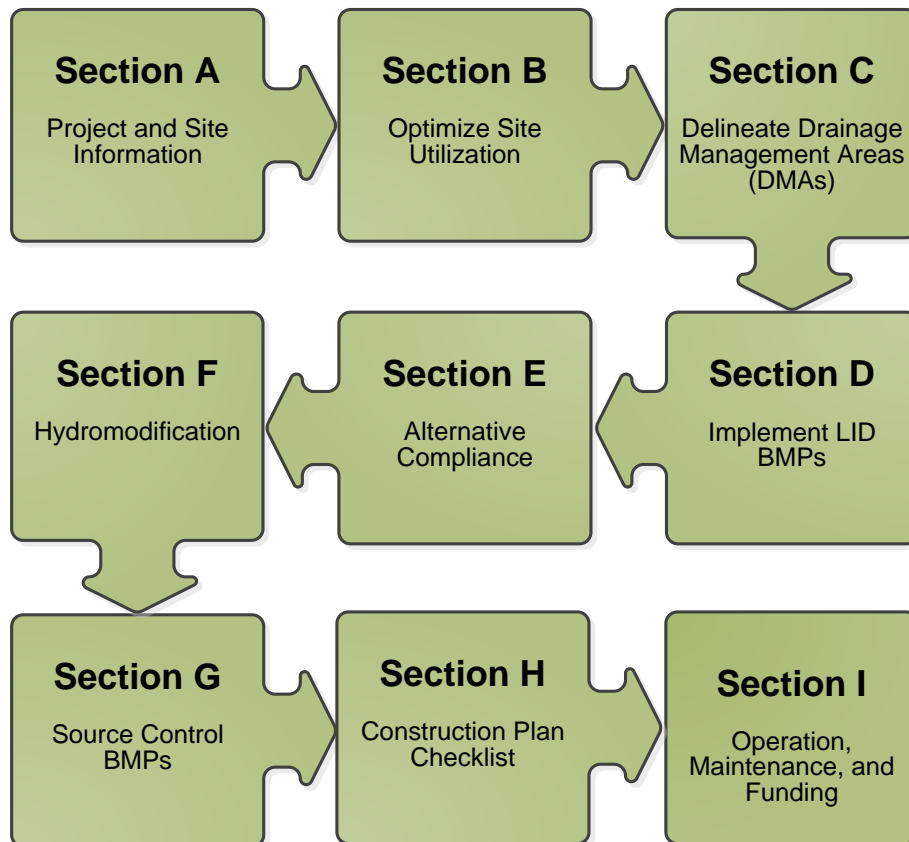 Section A
Project and Site
Information
Section B
Optimize Site
Utilization
Section C
Delineate Drainage
Management Areas
(DMAs)
Section F
Hydromodification
Section E
Alternative
Compliance
Section D
Implement LID
BMPs
Section G
Source Control
BMPs
Section H
Construction Plan
Checklist
Section I
Operation,
Maintenance, and
Funding